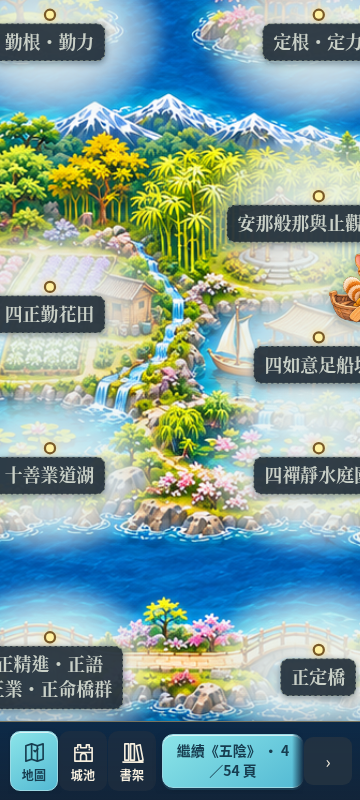 勤根・勤力
定根・定力
安那般那與止觀
四正勤花田
四如意足船
十善業道湖
四禪靜水庭
正精進・正語
業・正命橋群
正定橋
地圖
城池
書架
繼續《五陰》 · 4
／54 頁
›